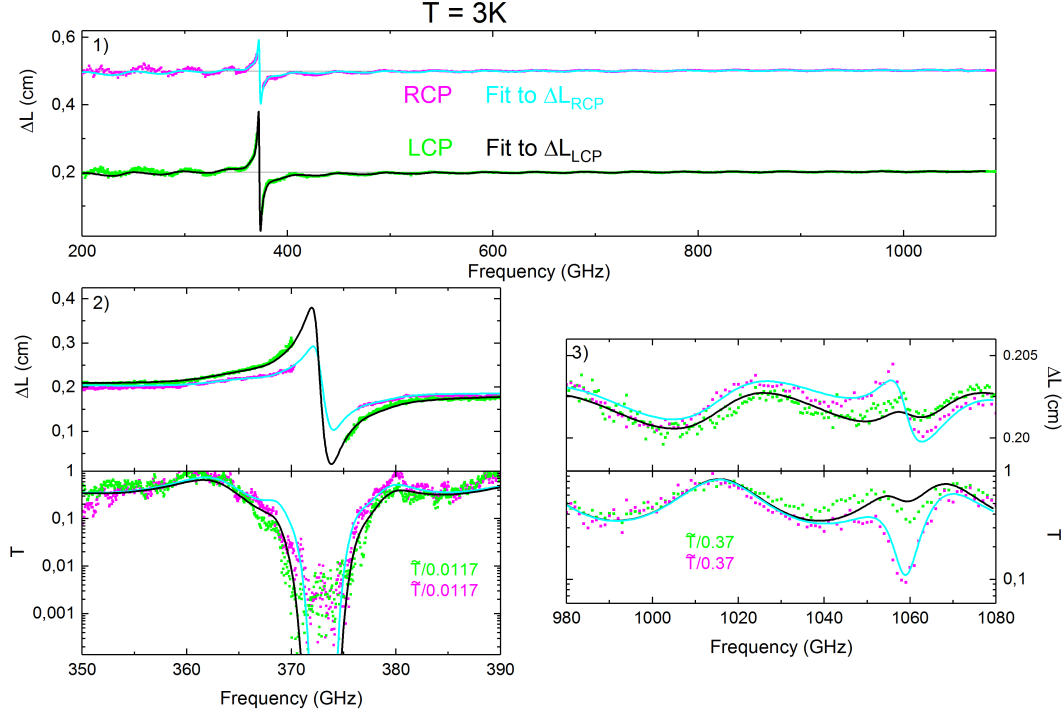 T = 3K
1)
0,6
0,4
0,2
ΔL (cm)
RCP Fit to ΔL_RCP
LCP Fit to ΔL_LCP
200 400 600 800 1000
Frequency (GHz)
2)
0,4
0,3
0,2
0,1
ΔL (cm)
1
0,1
0,01
0,001
T
T̃/0.0117
T̃/0.0117
350 360 370 380 390
Frequency (GHz)
3)
0.205
0.20
ΔL (cm)
1
0,1
T
T̃/0.37
T̃/0.37
980 1000 1020 1040 1060 1080
Frequency (GHz)